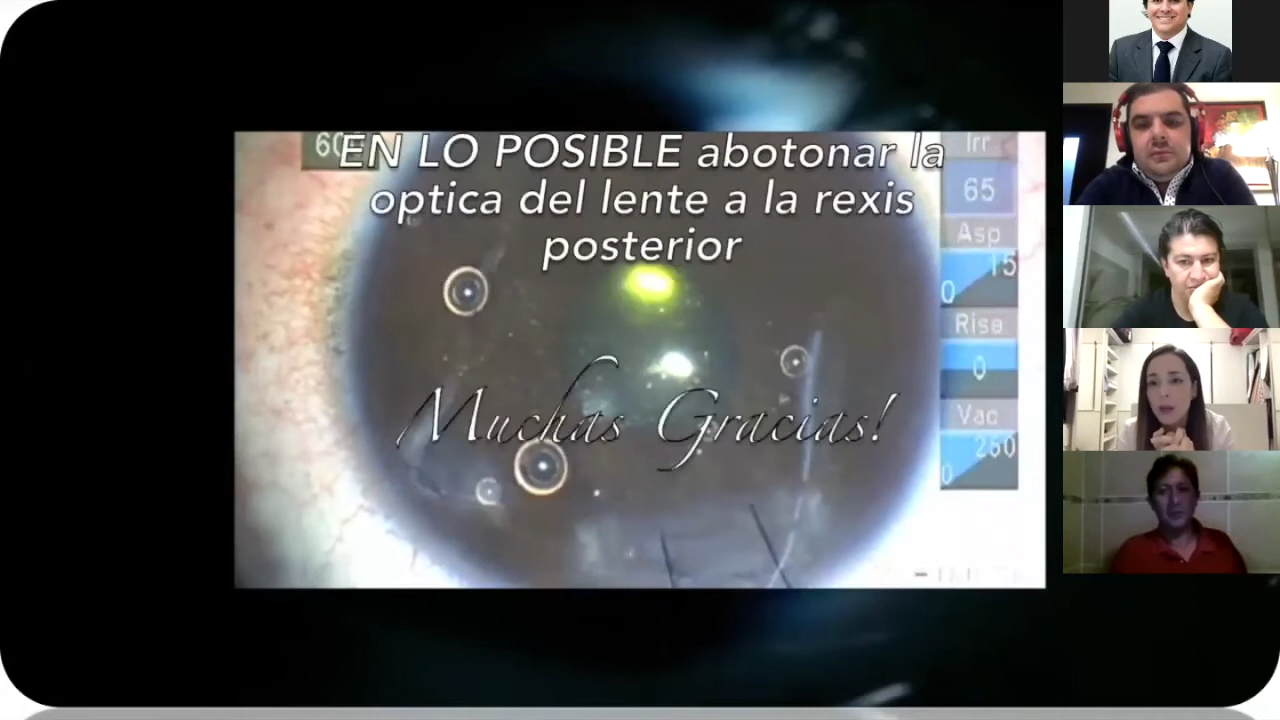 EN LO POSIBLE abotonar la
optica del lente a la rexis
posterior
Muchas Gracias!
60
Irr
65
Asp
15
0
Rise
0
Vac
250
0